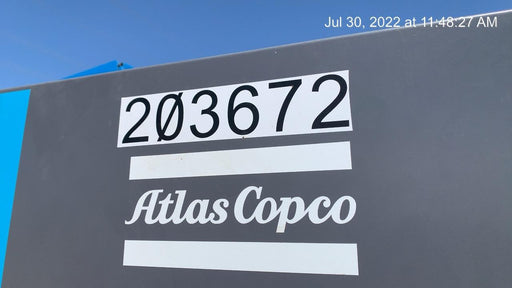 Jul 30, 2022 at 11:48:27 AM
2Ø3672
Atlas Copco